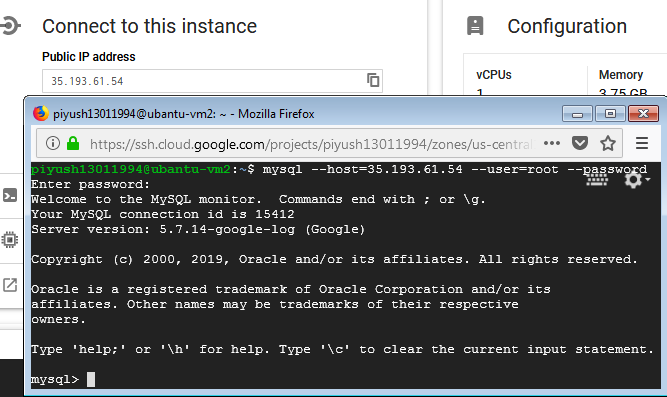 Connect to this instance
Configuration
Public IP address
35.193.61.54
vCPUs
Memory
1
3.75 GB
piyush13011994@ubantu-vm2: ~ - Mozilla Firefox
https://ssh.cloud.google.com/projects/piyush13011994/zones/us-central
piyush13011994@ubantu-vm2:~$ mysql --host=35.193.61.54 --user=root --password
Enter password:
Welcome to the MySQL monitor.  Commands end with ; or \g.
Your MySQL connection id is 15412
Server version: 5.7.14-google-log (Google)
Copyright (c) 2000, 2019, Oracle and/or its affiliates. All rights reserved.
Oracle is a registered trademark of Oracle Corporation and/or its
affiliates. Other names may be trademarks of their respective
owners.
Type 'help;' or '\h' for help. Type '\c' to clear the current input statement.
mysql>